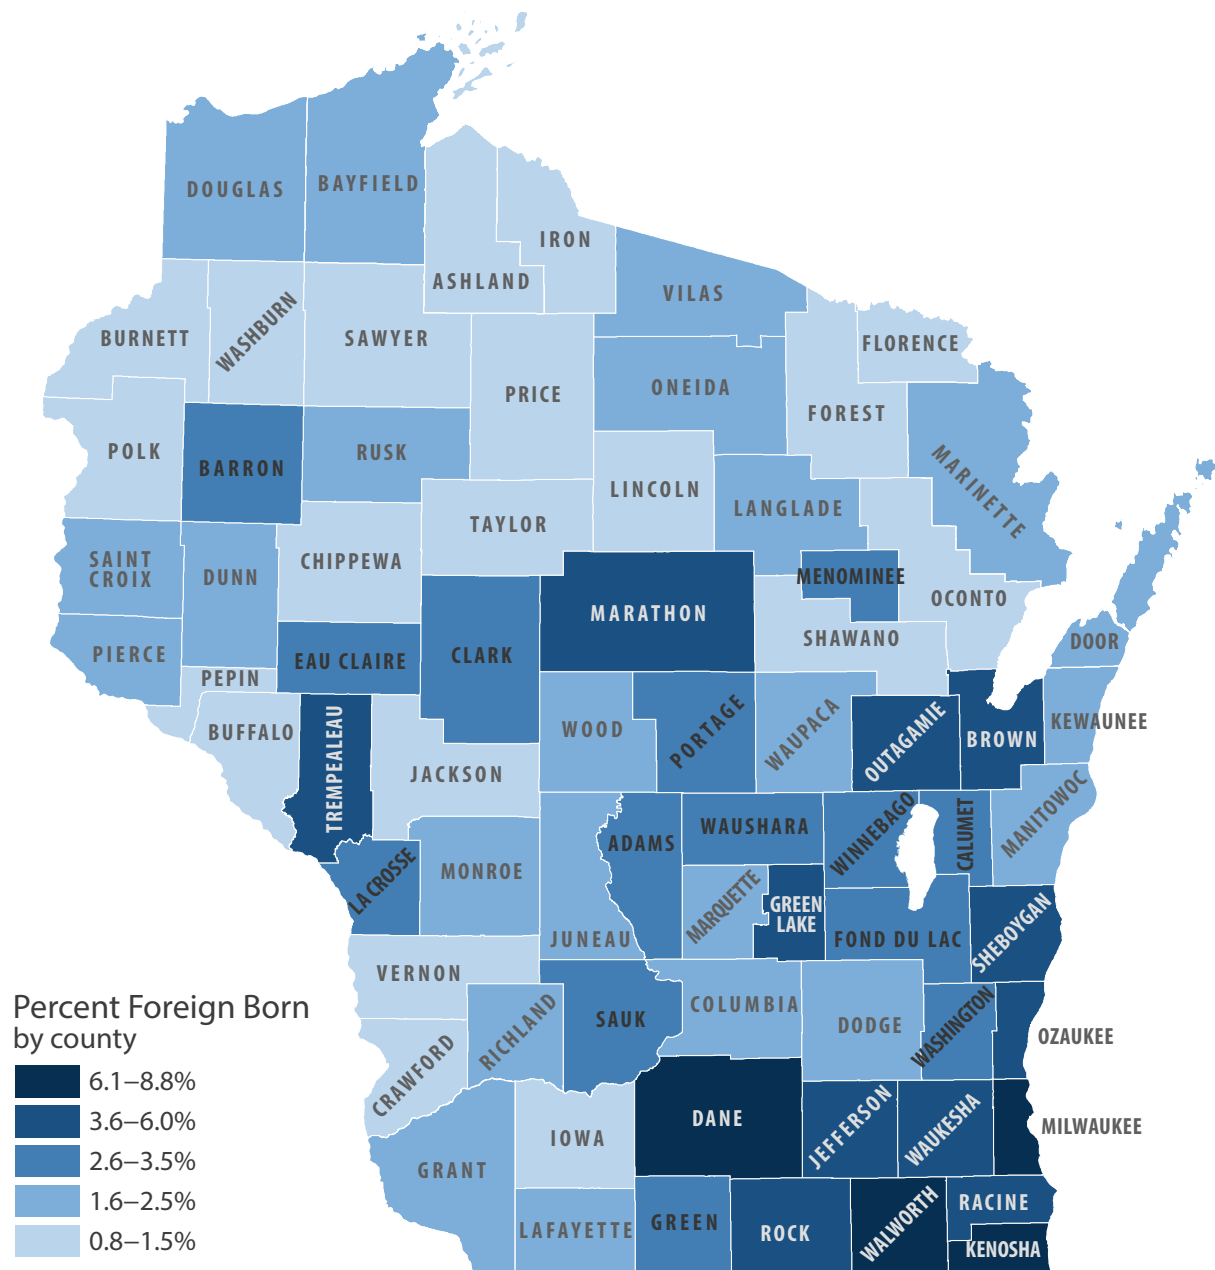 DOUGLAS
BAYFIELD
IRON
ASHLAND
VILAS
BURNETT
WASHBURN
SAWYER
FLORENCE
PRICE
ONEIDA
FOREST
POLK
BARRON
RUSK
MARINETTE
LINCOLN
LANGLADE
TAYLOR
SAINT
CROIX
DUNN
CHIPPEWA
MENOMINEE
OCONTO
MARATHON
SHAWANO
DOOR
PIERCE
EAU CLAIRE
CLARK
PEPIN
BUFFALO
TREMPEALEAU
WOOD
PORTAGE
WAUPACA
OUTAGAMIE
BROWN
KEWAUNEE
JACKSON
ADAMS
WAUSHARA
WINNEBAGO
CALUMET
MANITOWOC
LA CROSSE
MONROE
MARQUETTE
GREEN
LAKE
JUNEAU
FOND DU LAC
SHEBOYGAN
VERNON
RICHLAND
SAUK
COLUMBIA
DODGE
WASHINGTON
OZAUKEE
CRAWFORD
IOWA
DANE
JEFFERSON
WAUKESHA
MILWAUKEE
GRANT
LAFAYETTE
GREEN
ROCK
WALWORTH
RACINE
KENOSHA
Percent Foreign Born
by county
6.1–8.8%
3.6–6.0%
2.6–3.5%
1.6–2.5%
0.8–1.5%